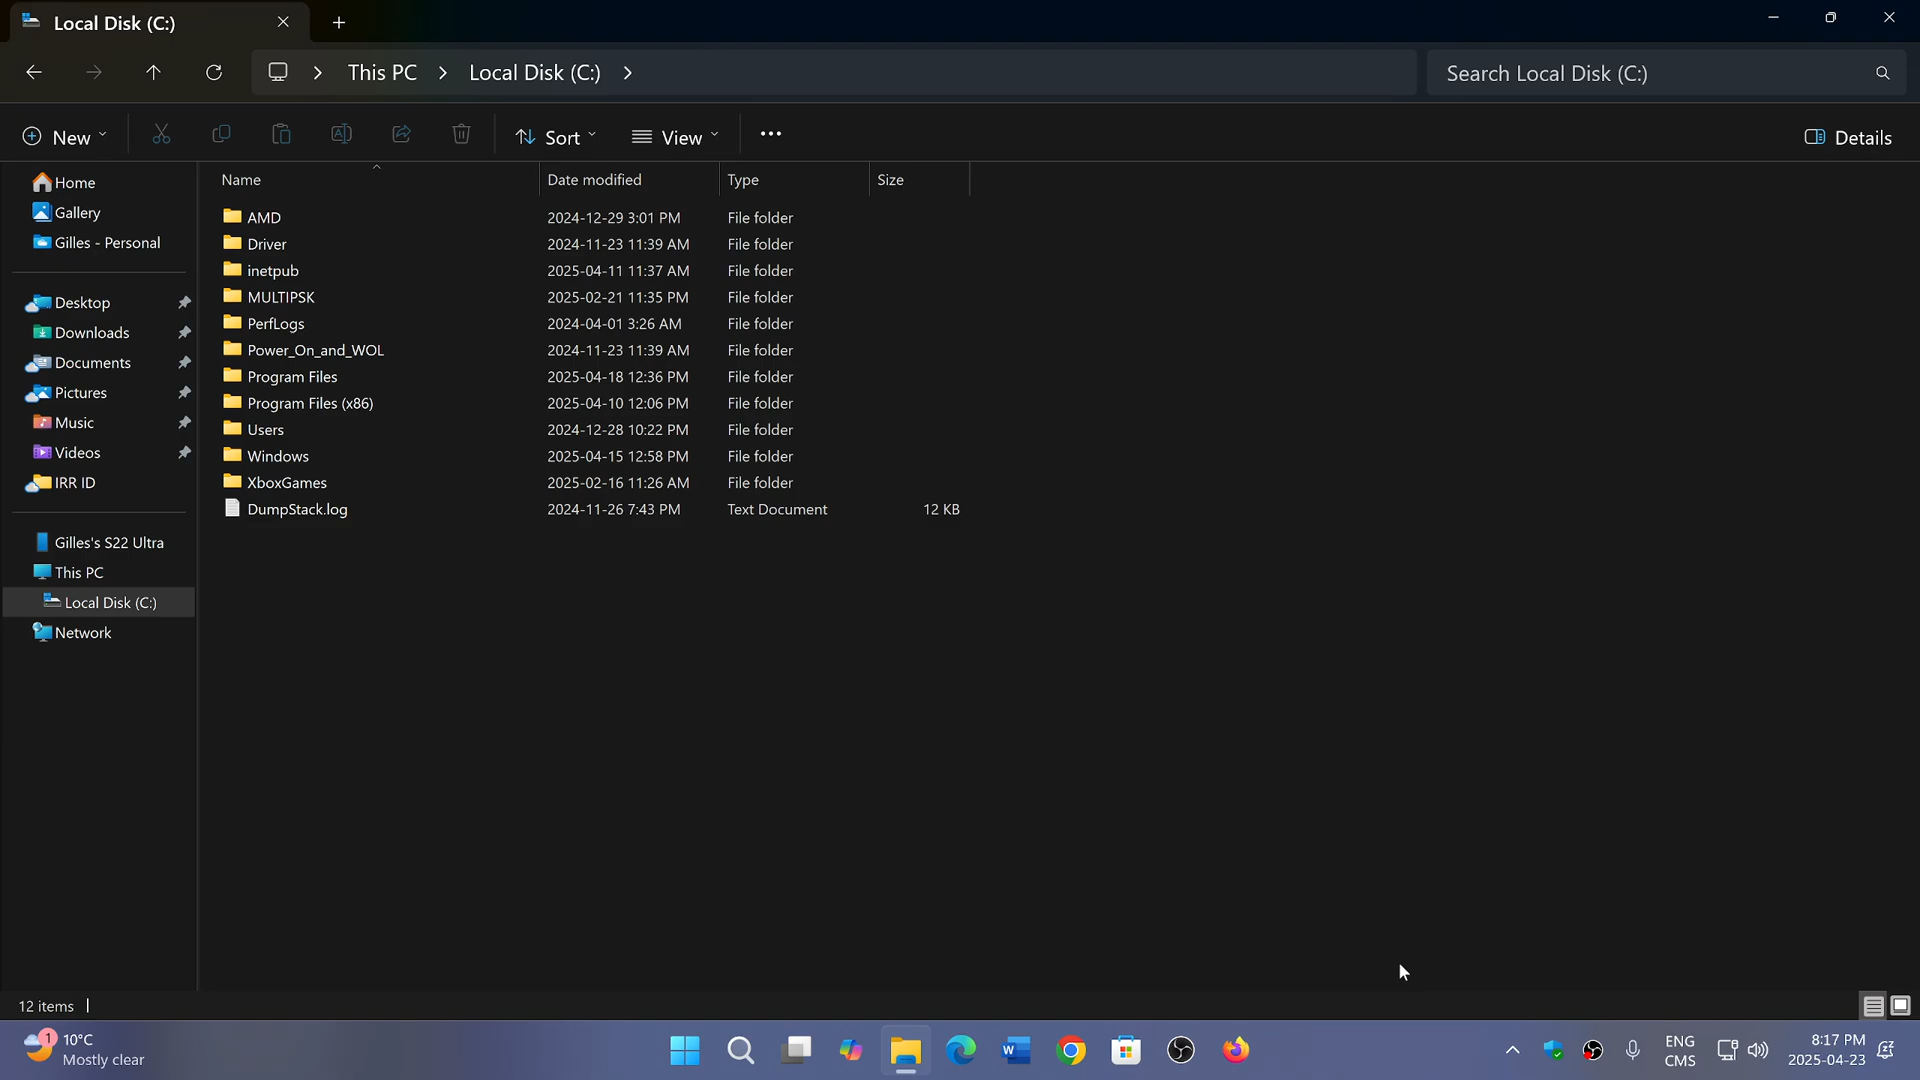 Local Disk (C:)
This PC > Local Disk (C:) >
Search Local Disk (C:)
New
Sort
View
Details
Name Date modified Type Size
AMD 2024-12-29 3:01 PM File folder
Driver 2024-11-23 11:39 AM File folder
inetpub 2025-04-11 11:37 AM File folder
MULTIPSK 2025-02-21 11:35 PM File folder
PerfLogs 2024-04-01 3:26 AM File folder
Power_On_and_WOL 2024-11-23 11:39 AM File folder
Program Files 2025-04-18 12:36 PM File folder
Program Files (x86) 2025-04-10 12:06 PM File folder
Users 2024-12-28 10:22 PM File folder
Windows 2025-04-15 12:58 PM File folder
XboxGames 2025-02-16 11:26 AM File folder
DumpStack.log 2024-11-26 7:43 PM Text Document 12 KB
Home
Gallery
Gilles - Personal
Desktop
Downloads
Documents
Pictures
Music
Videos
IRR ID
Gilles's S22 Ultra
This PC
Local Disk (C:)
Network
12 items
1
10°C
Mostly clear
W
ENG
CMS
8:17 PM
2025-04-23